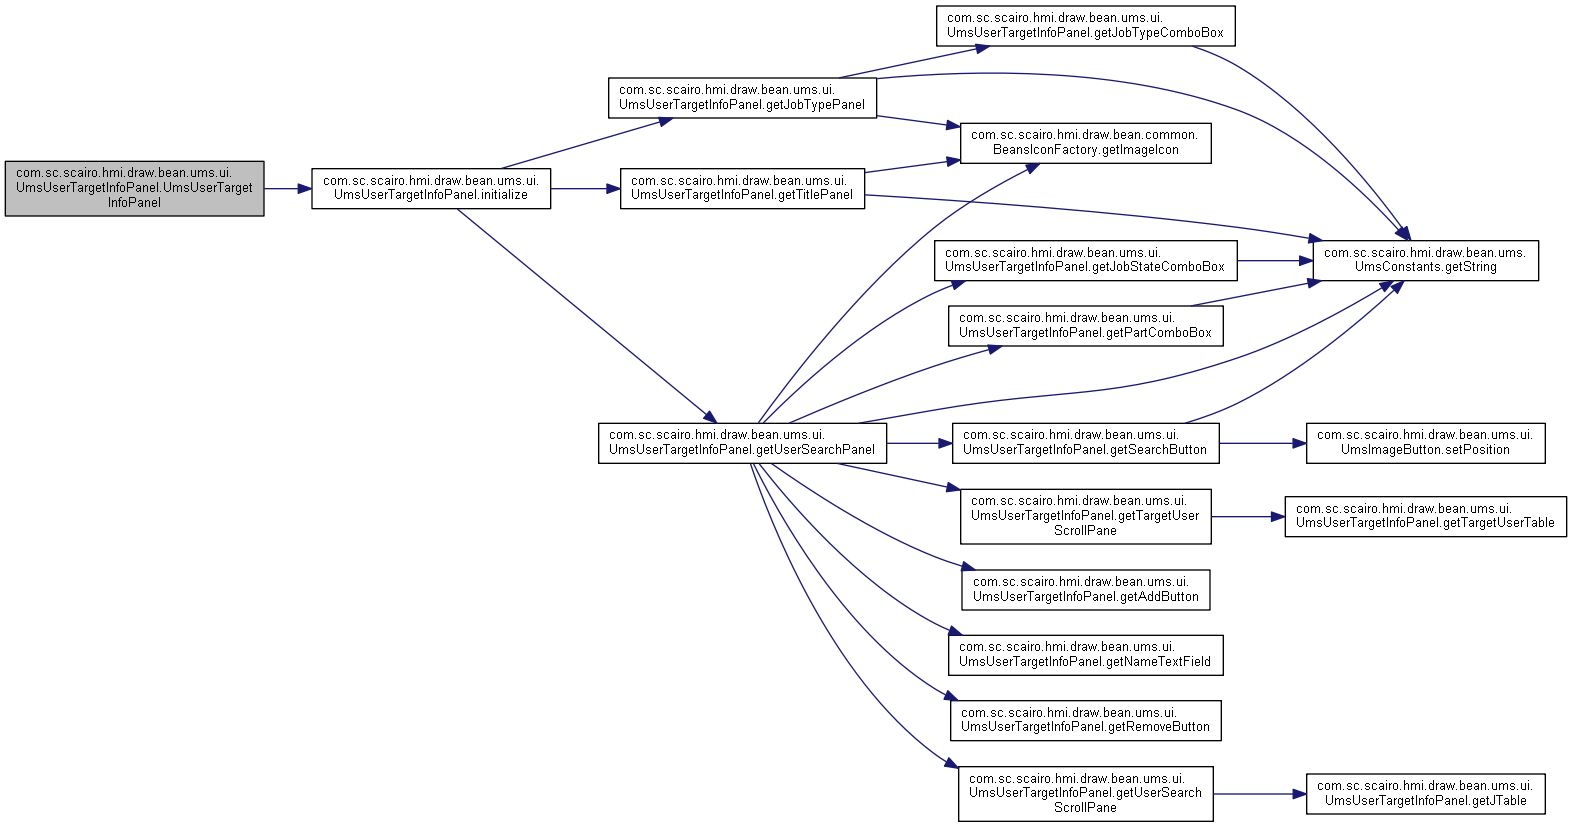 com.sc.scairo.hmi.draw.bean.ums.ui.
UmsUserTargetInfoPanel.UmsUserTarget
InfoPanel
com.sc.scairo.hmi.draw.bean.ums.ui.
UmsUserTargetInfoPanel.initialize
com.sc.scairo.hmi.draw.bean.ums.ui.
UmsUserTargetInfoPanel.getJobTypePanel
com.sc.scairo.hmi.draw.bean.ums.ui.
UmsUserTargetInfoPanel.getTitlePanel
com.sc.scairo.hmi.draw.bean.ums.ui.
UmsUserTargetInfoPanel.getUserSearchPanel
com.sc.scairo.hmi.draw.bean.ums.ui.
UmsUserTargetInfoPanel.getJobTypeComboBox
com.sc.scairo.hmi.draw.bean.common.
BeansIconFactory.getImageIcon
com.sc.scairo.hmi.draw.bean.ums.ui.
UmsUserTargetInfoPanel.getJobStateComboBox
com.sc.scairo.hmi.draw.bean.ums.ui.
UmsUserTargetInfoPanel.getPartComboBox
com.sc.scairo.hmi.draw.bean.ums.ui.
UmsUserTargetInfoPanel.getSearchButton
com.sc.scairo.hmi.draw.bean.ums.ui.
UmsUserTargetInfoPanel.getTargetUser
ScrollPane
com.sc.scairo.hmi.draw.bean.ums.ui.
UmsUserTargetInfoPanel.getAddButton
com.sc.scairo.hmi.draw.bean.ums.ui.
UmsUserTargetInfoPanel.getNameTextField
com.sc.scairo.hmi.draw.bean.ums.ui.
UmsUserTargetInfoPanel.getRemoveButton
com.sc.scairo.hmi.draw.bean.ums.ui.
UmsUserTargetInfoPanel.getUserSearch
ScrollPane
com.sc.scairo.hmi.draw.bean.ums.
UmsConstants.getString
com.sc.scairo.hmi.draw.bean.ums.ui.
UmsImageButton.setPosition
com.sc.scairo.hmi.draw.bean.ums.ui.
UmsUserTargetInfoPanel.getTargetUserTable
com.sc.scairo.hmi.draw.bean.ums.ui.
UmsUserTargetInfoPanel.getJTable